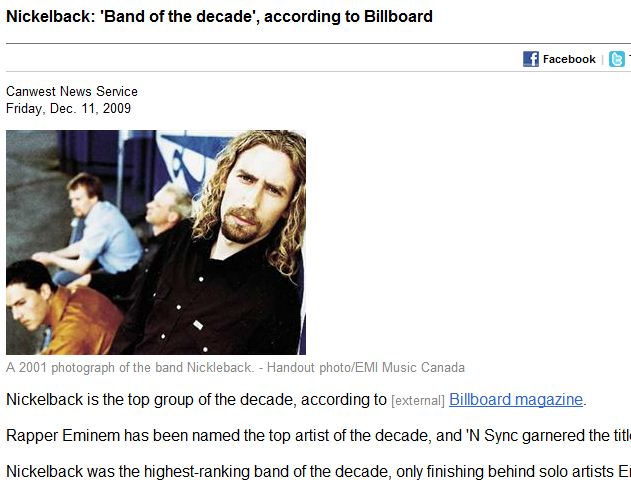 Nickelback: 'Band of the decade', according to Billboard
Facebook |
Canwest News Service
Friday, Dec. 11, 2009
A 2001 photograph of the band Nickleback. - Handout photo/EMI Music Canada
Nickelback is the top group of the decade, according to [external] Billboard magazine.
Rapper Eminem has been named the top artist of the decade, and 'N Sync garnered the
Nickelback was the highest-ranking band of the decade, only finishing behind solo artists